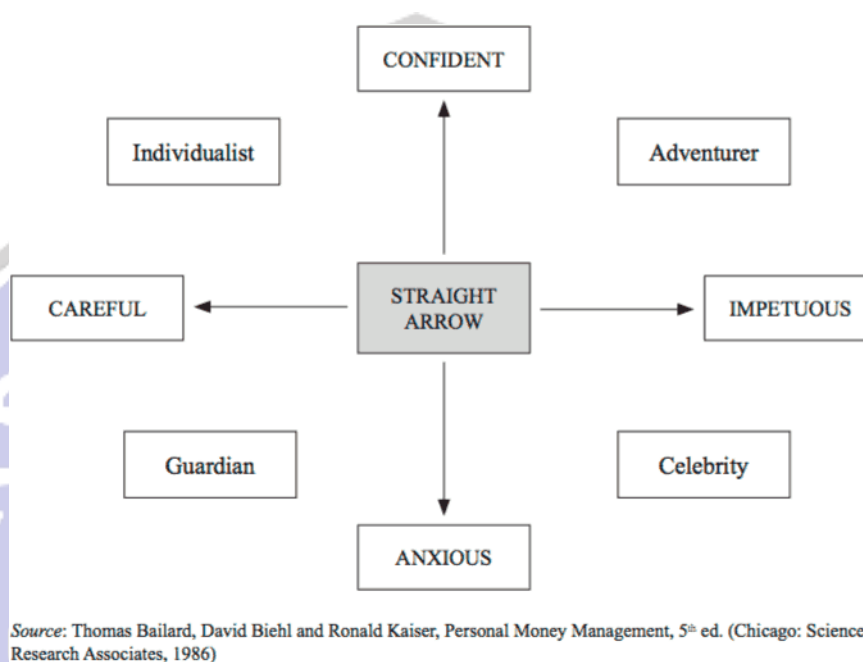 CONFIDENT
Individualist
Adventurer
CAREFUL
STRAIGHT
ARROW
IMPETUOUS
Guardian
Celebrity
ANXIOUS
Source: Thomas Bailard, David Biehl and Ronald Kaiser, Personal Money Management, 5th ed. (Chicago: Science
Research Associates, 1986)